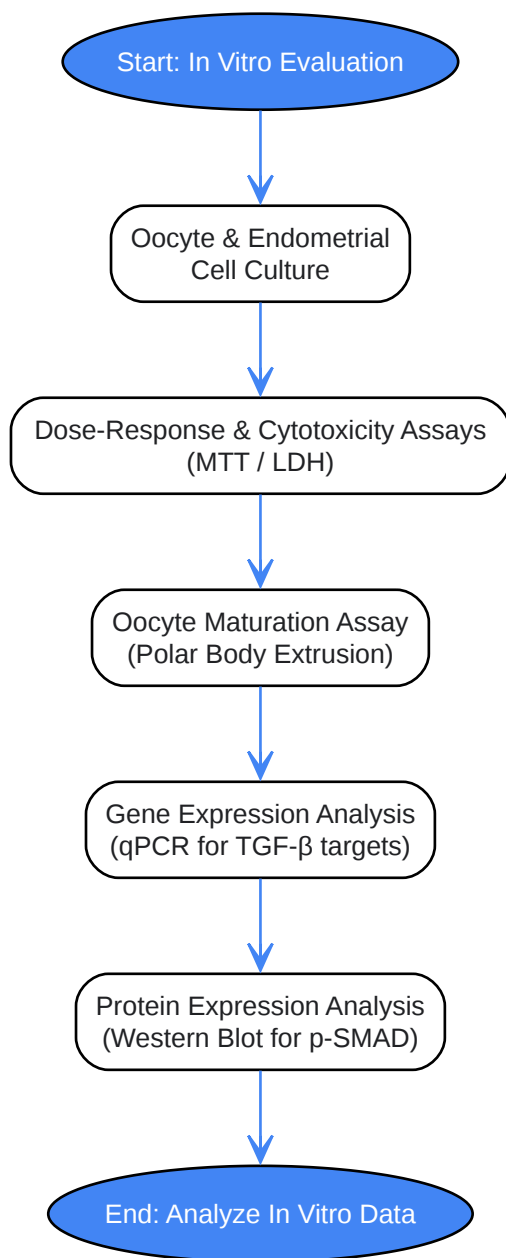 Start: In Vitro Evaluation
Oocyte & Endometrial
Cell Culture
Dose-Response & Cytotoxicity Assays
(MTT / LDH)
Oocyte Maturation Assay
(Polar Body Extrusion)
Gene Expression Analysis
(qPCR for TGF-β targets)
Protein Expression Analysis
(Western Blot for p-SMAD)
End: Analyze In Vitro Data